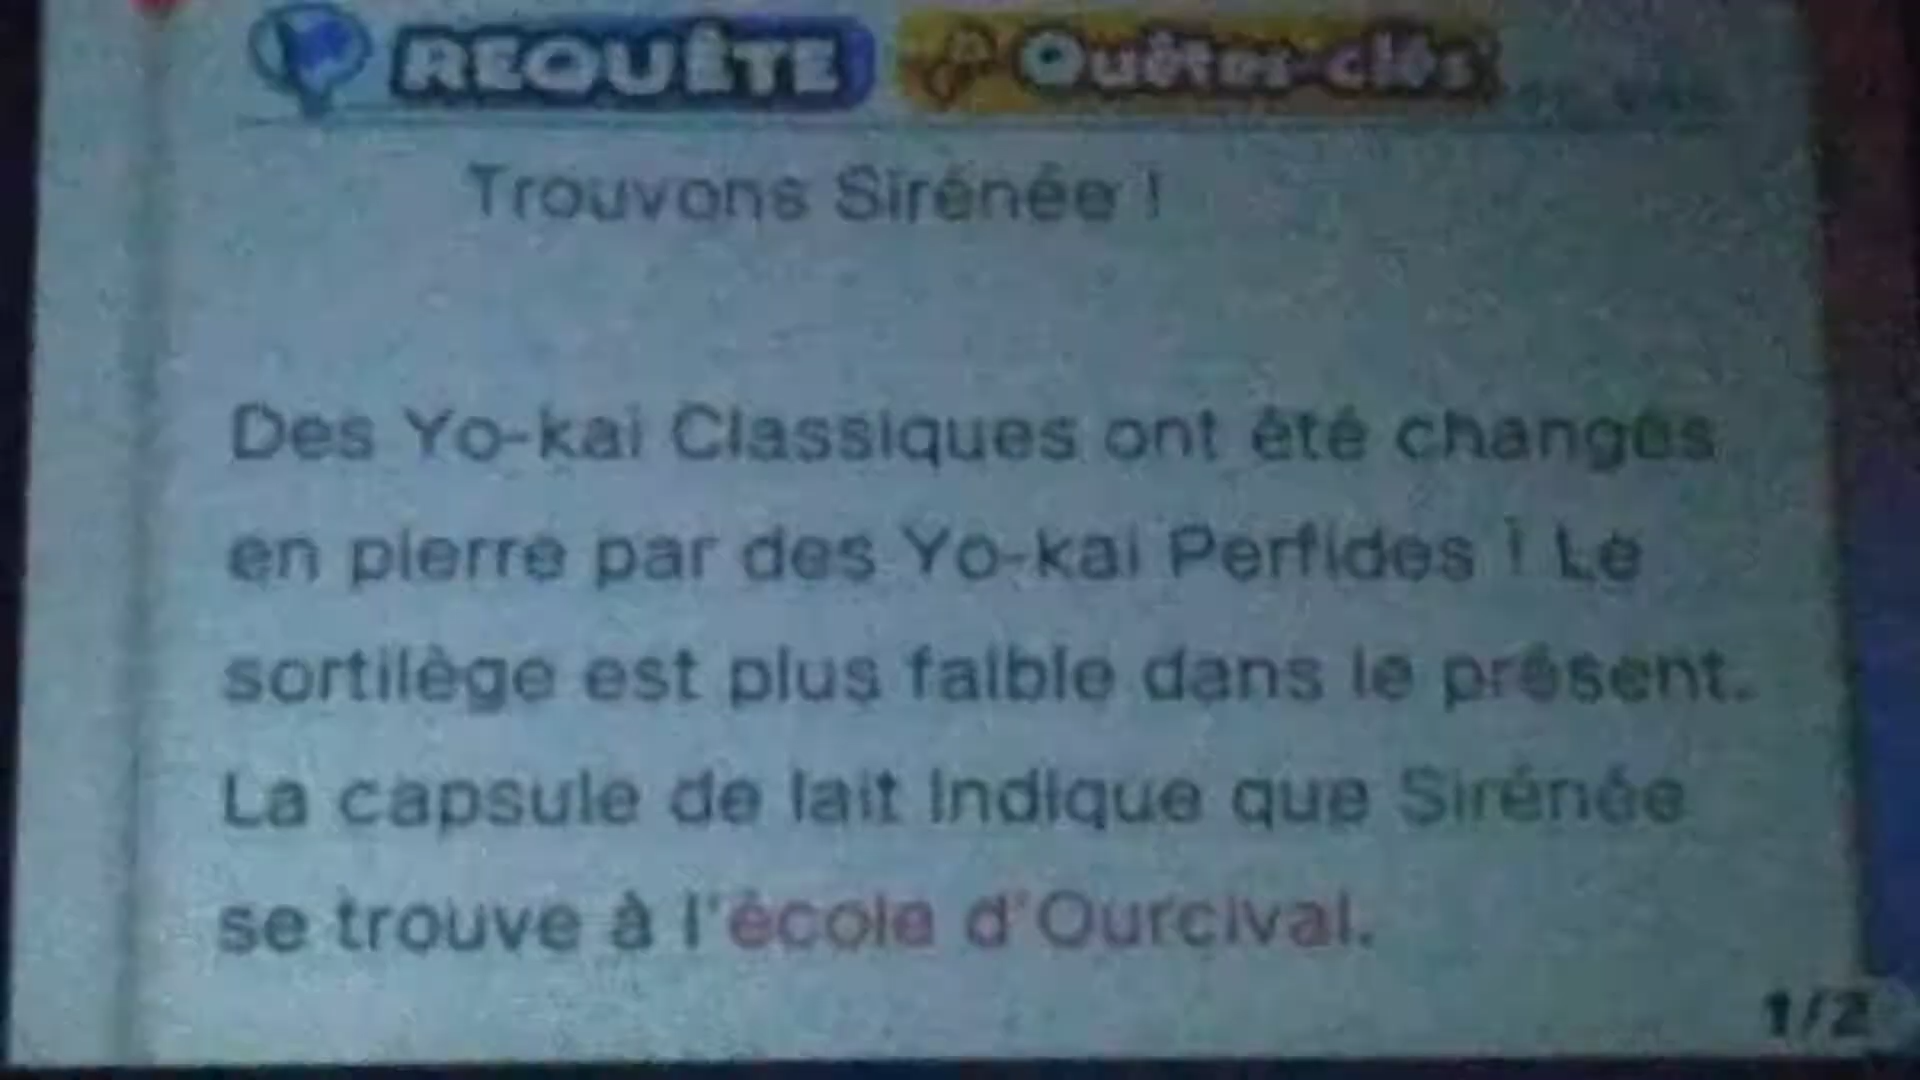 REQUÊTE Quêtes-clés
Trouvons Sirénée !
Des Yo-kai Classiques ont été changés
en pierre par des Yo-kai Perfides ! Le
sortilège est plus faible dans le présent.
La capsule de lait indique que Sirénée
se trouve à l'école d'Ourcival.
1/2